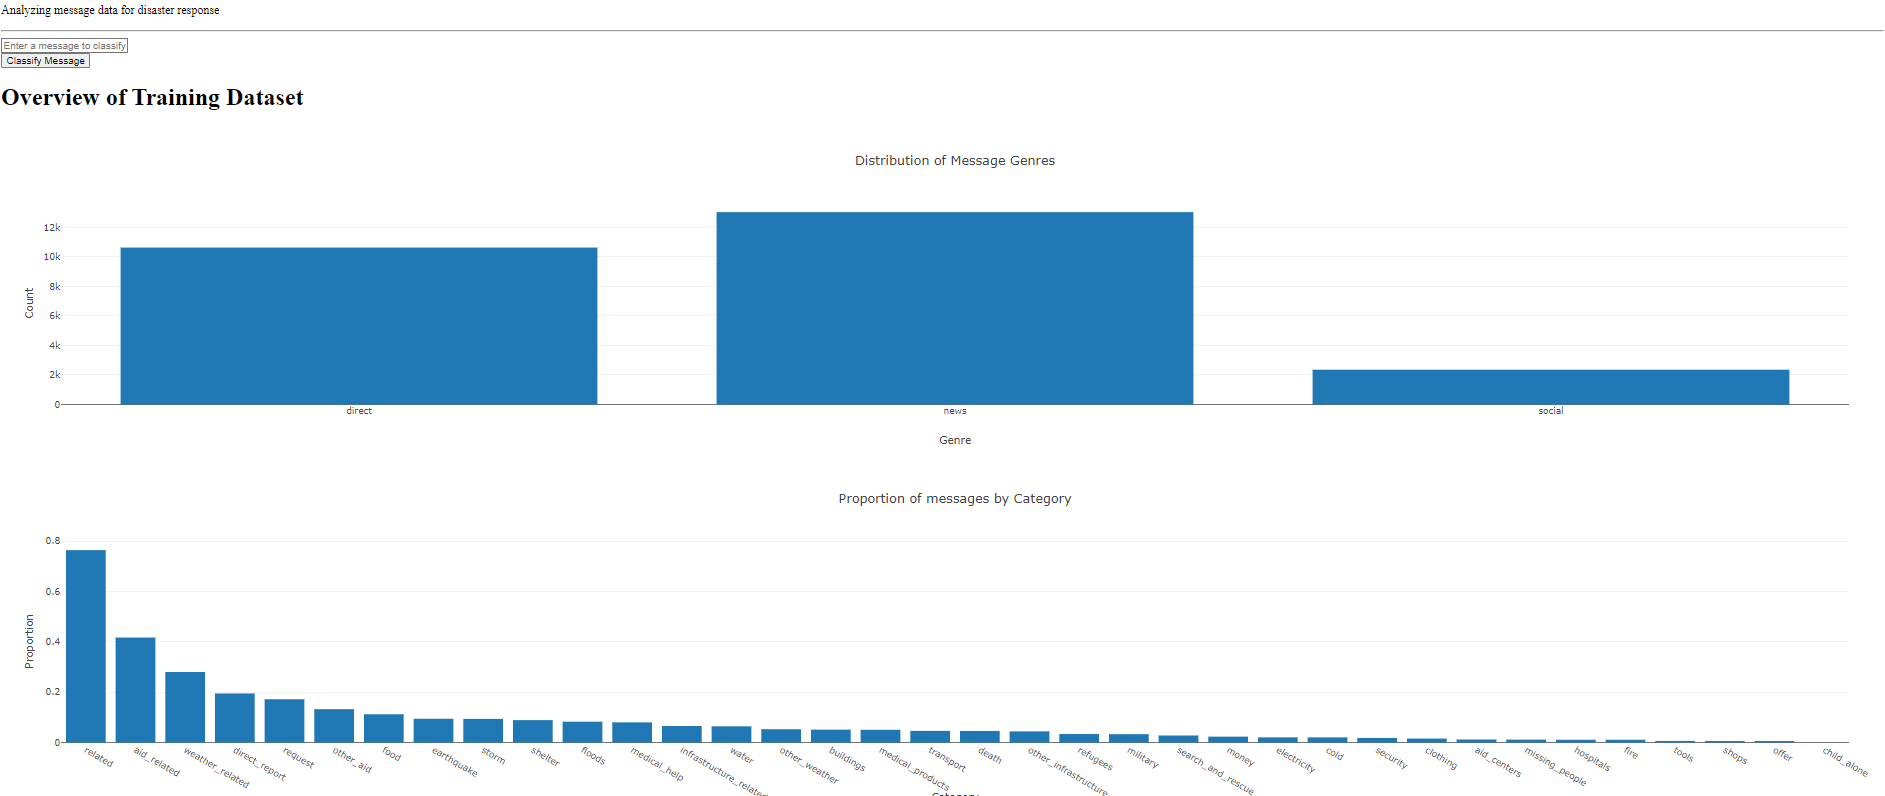 Analyzing message data for disaster response
Enter a message to classify
Classify Message
Overview of Training Dataset
Distribution of Message Genres
12k
10k
8k
6k
4k
2k
0
Count
direct
news
social
Genre
Proportion of messages by Category
0.8
0.6
0.4
0.2
0
Proportion
related
aid_related
weather_related
direct_report
request
other_aid
food
earthquake
storm
shelter
floods
medical_help
infrastructure_related
water
other_weather
buildings
medical_products
transport
death
other_infrastructure
refugees
military
search_and_rescue
money
electricity
cold
security
clothing
aid_centers
missing_people
hospitals
fire
tools
shops
offer
child_alone
Category